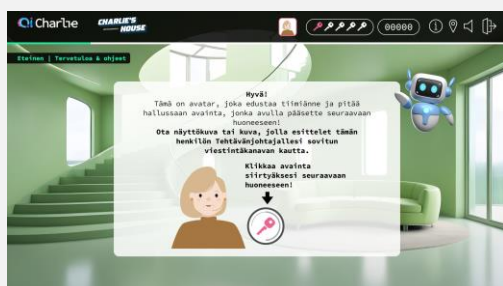 Qi Charlie
CHARLIE'S
HOUSE
00000
Eteinen | Tervetuloa & ohjeet
Hyvä!
Tämä on avatar, joka edustaa tiimiänne ja pitää
hallussaan avainta, jonka avulla pääsette seuraavaan
huoneeseen!
Ota näyttökuva tai kuva, jolla esittelet tämän
henkilön Tehtävänjohtajallesi sovitun
viestintäkanavan kautta.
Klikkaa avainta
siirtyäksesi seuraavaan
huoneeseen!